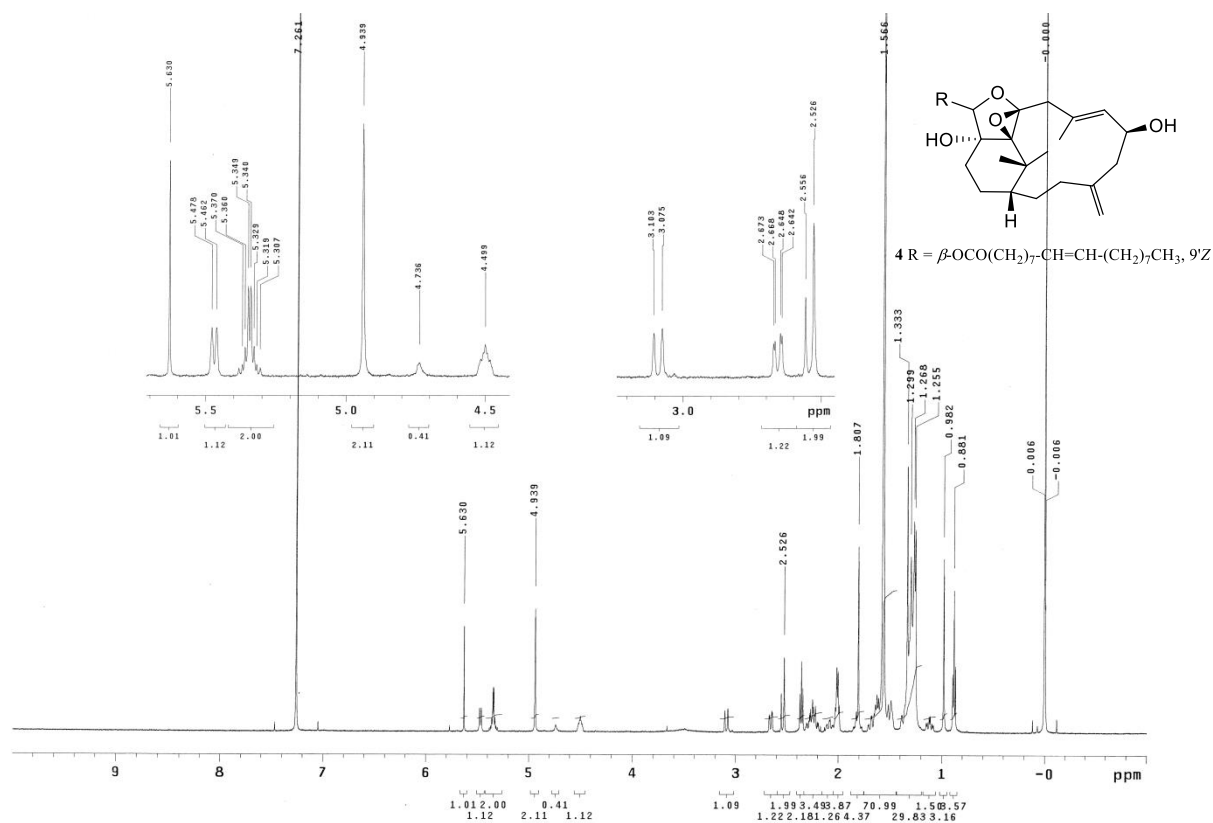 5.630
5.478
5.462
5.370
5.360
5.349
5.340
5.329
5.319
5.307
7.261
4.939
4.736
4.499
3.103
3.075
2.673
2.668
2.648
2.642
2.556
2.526
1.566
-0.000
R
O
O
HO
OH
H
4 R = β-OCO(CH2)7-CH=CH-(CH2)7CH3, 9'Z
5.5 5.0 4.5
1.01 1.12 2.00 2.11 0.41 1.12
3.0 ppm
1.09 1.22 1.99
5.630
4.939
2.526
1.807
1.333
1.299
1.268
1.255
0.982
0.881
0.006
-0.006
9 8 7 6 5 4 3 2 1 -0 ppm
1.01 2.00 0.41 1.09 1.99 3.49 3.87 70.99 1.50 3.57
1.12 2.11 1.12 1.22 2.18 1.26 4.37 29.83 3.16